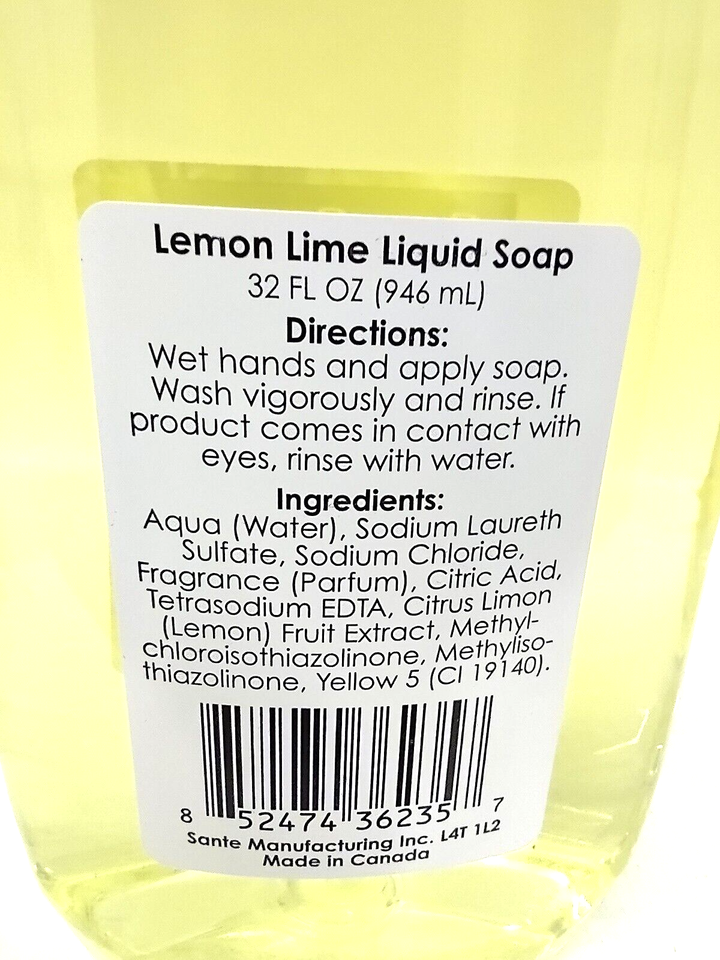 Lemon Lime Liquid Soap
32 FL OZ (946 mL)
Directions:
Wet hands and apply soap.
Wash vigorously and rinse. If
product comes in contact with
eyes, rinse with water.
Ingredients:
Aqua (Water), Sodium Laureth
Sulfate, Sodium Chloride,
Fragrance (Parfum), Citric Acid,
Tetrasodium EDTA, Citrus Limon
(Lemon) Fruit Extract, Methyl-
chloroisothiazolinone, Methyliso-
thiazolinone, Yellow 5 (CI 19140).
8 52474 36235 7
Sante Manufacturing Inc. L4T 1L2
Made in Canada